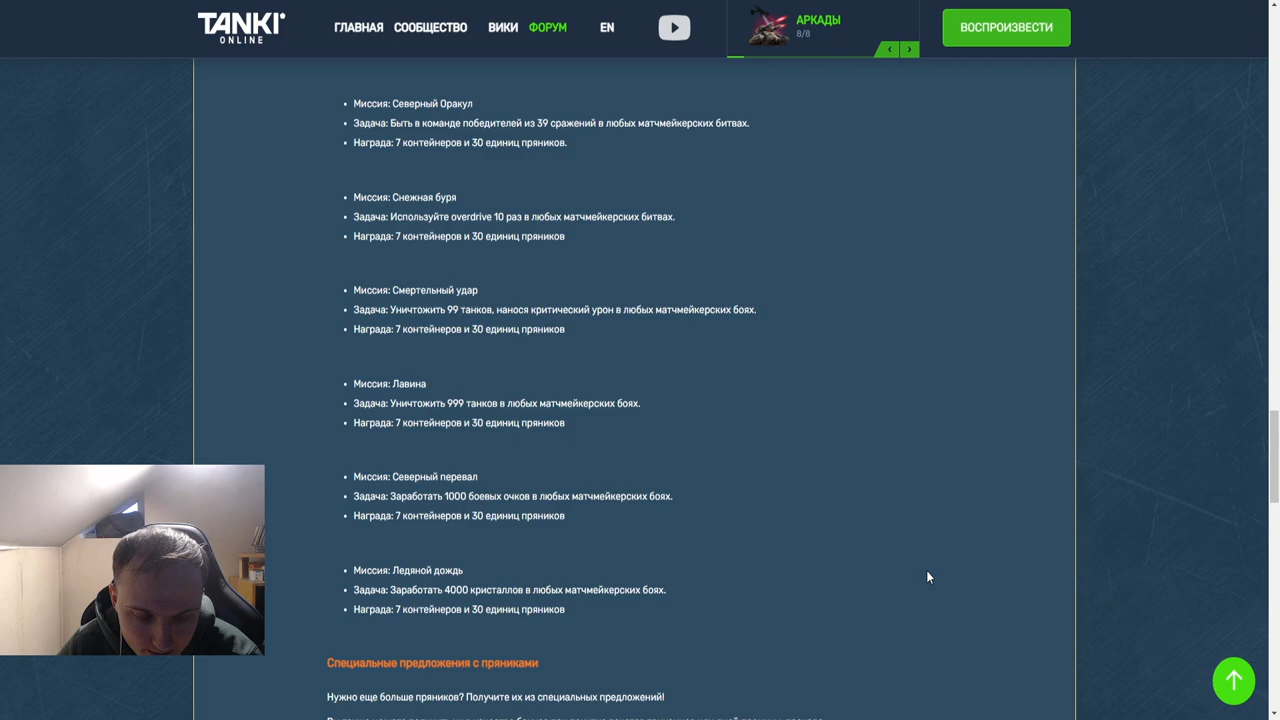 TANKI
ONLINE
ГЛАВНАЯ СООБЩЕСТВО ВИКИ ФОРУМ EN
АРКАДЫ
8/8
ВОСПРОИЗВЕСТИ
Миссия: Северный Оракул
Задача: Быть в команде победителей из 39 сражений в любых матчмейкерских битвах.
Награда: 7 контейнеров и 30 единиц пряников.
Миссия: Снежная буря
Задача: Используйте overdrive 10 раз в любых матчмейкерских битвах.
Награда: 7 контейнеров и 30 единиц пряников
Миссия: Смертельный удар
Задача: Уничтожить 99 танков, нанося критический урон в любых матчмейкерских боях.
Награда: 7 контейнеров и 30 единиц пряников
Миссия: Лавина
Задача: Уничтожить 999 танков в любых матчмейкерских боях.
Награда: 7 контейнеров и 30 единиц пряников
Миссия: Северный перевал
Задача: Заработать 1000 боевых очков в любых матчмейкерских боях.
Награда: 7 контейнеров и 30 единиц пряников
Миссия: Ледяной дождь
Задача: Заработать 4000 кристаллов в любых матчмейкерских боях.
Награда: 7 контейнеров и 30 единиц пряников
Специальные предложения с пряниками
Нужно еще больше пряников? Получите их из специальных предложений!